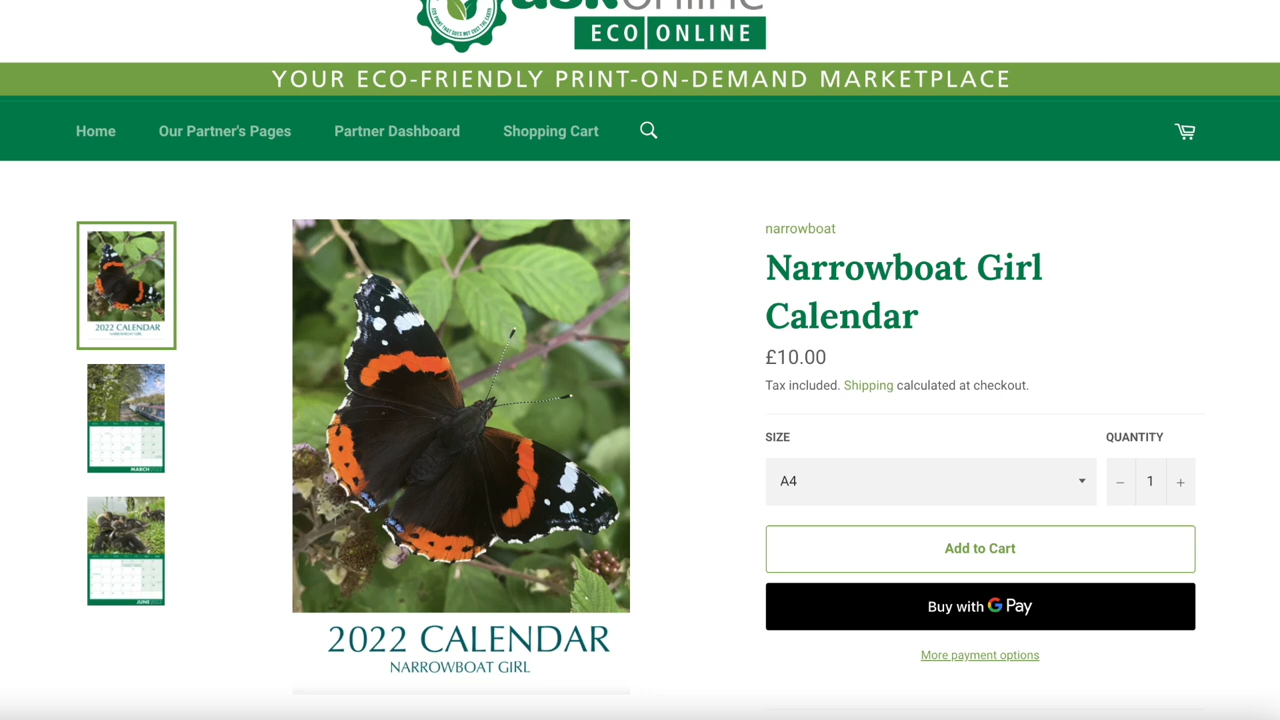 Online
ECO ONLINE
YOUR ECO-FRIENDLY PRINT-ON-DEMAND MARKETPLACE
Home Our Partner's Pages Partner Dashboard Shopping Cart
2022 CALENDAR
NARROWBOAT GIRL
MARCH
JUNE
2022 CALENDAR
NARROWBOAT GIRL
narrowboat
Narrowboat Girl
Calendar
£10.00
Tax included. Shipping calculated at checkout.
SIZE QUANTITY
A4 − 1 +
Add to Cart
Buy with G Pay
More payment options